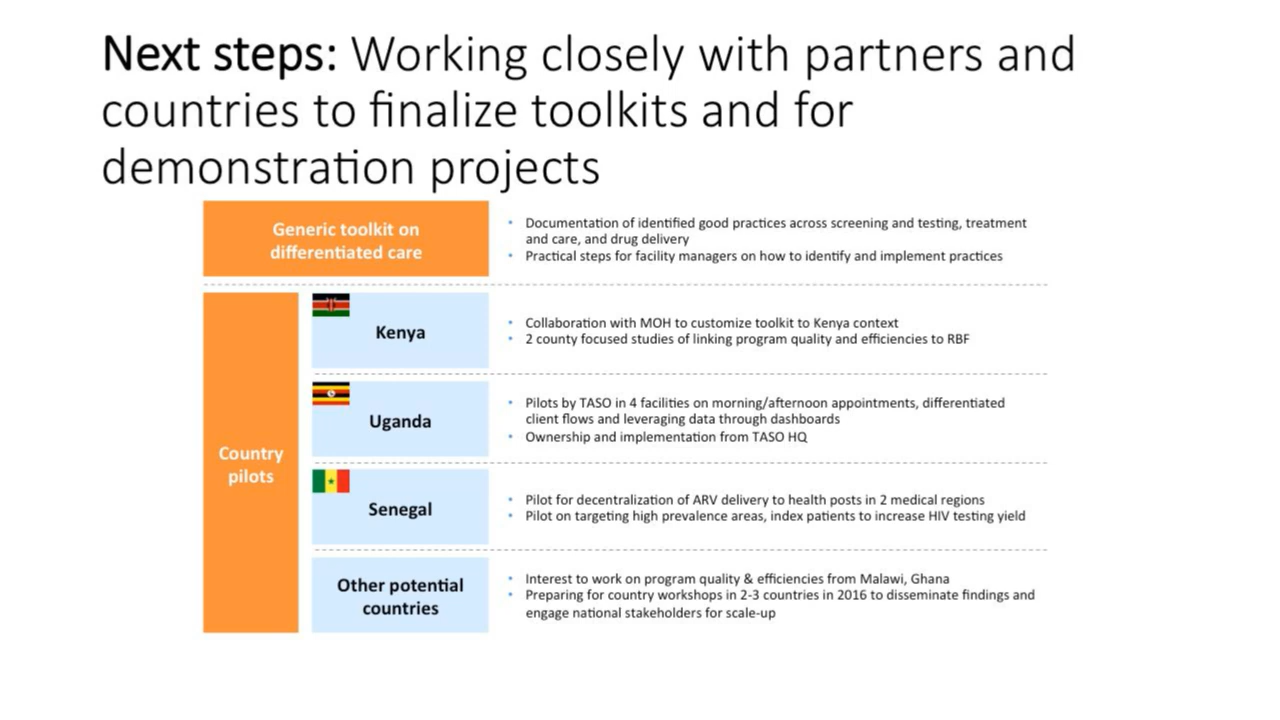 Next steps: Working closely with partners and
countries to finalize toolkits and for
demonstration projects
Generic toolkit on
differentiated care
• Documentation of identified good practices across screening and testing, treatment
and care, and drug delivery
• Practical steps for facility managers on how to identify and implement practices
Country
pilots
Kenya
• Collaboration with MOH to customize toolkit to Kenya context
• 2 county focused studies of linking program quality and efficiencies to RBF
Uganda
• Pilots by TASO in 4 facilities on morning/afternoon appointments, differentiated
client flows and leveraging data through dashboards
• Ownership and implementation from TASO HQ
Senegal
• Pilot for decentralization of ARV delivery to health posts in 2 medical regions
• Pilot on targeting high prevalence areas, index patients to increase HIV testing yield
Other potential
countries
• Interest to work on program quality & efficiencies from Malawi, Ghana
• Preparing for country workshops in 2-3 countries in 2016 to disseminate findings and
engage national stakeholders for scale-up